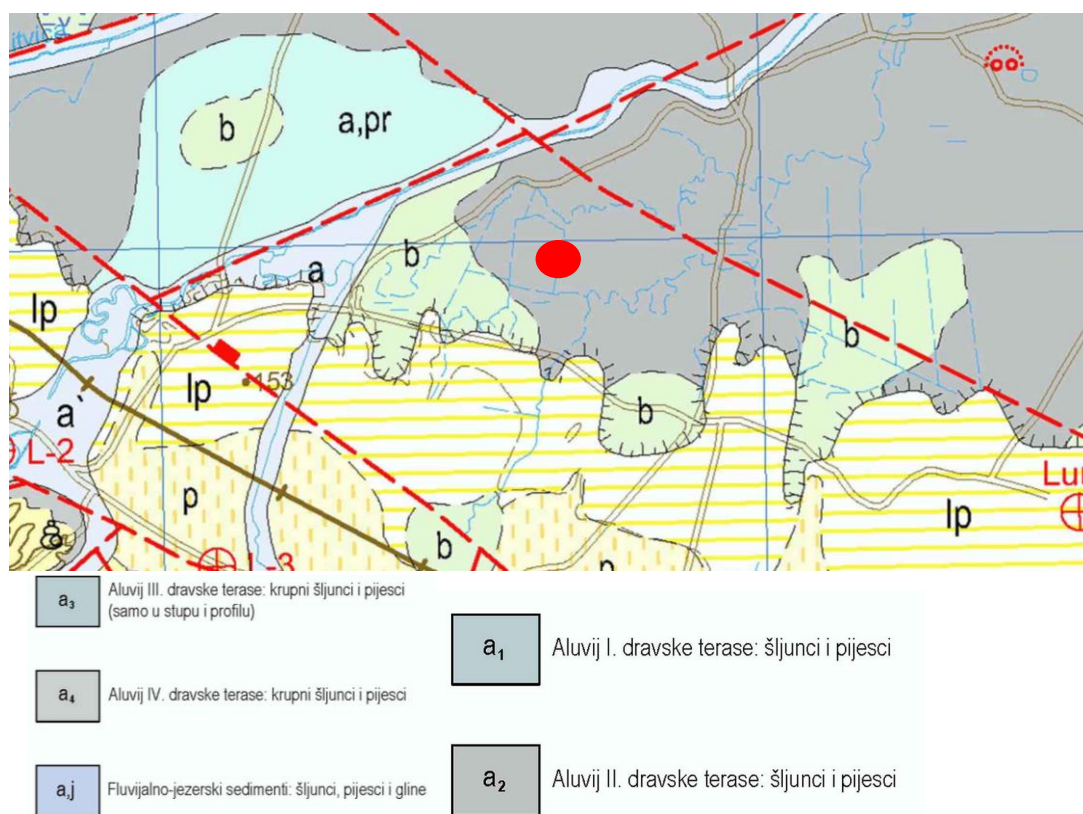 b
a,pr
b
a
b
lp
lp
153
b
a'
L-2
p
b
Lu
lp
L-3
b
a₃ Aluvij III. dravske terase: krupni šljunci i pijesci
(samo u stupu i profilu)
a₄ Aluvij IV. dravske terase: krupni šljunci i pijesci
a,j Fluvijalno-jezerski sedimenti: šljunci, pijesci i gline
a₁ Aluvij I. dravske terase: šljunci i pijesci
a₂ Aluvij II. dravske terase: šljunci i pijesci